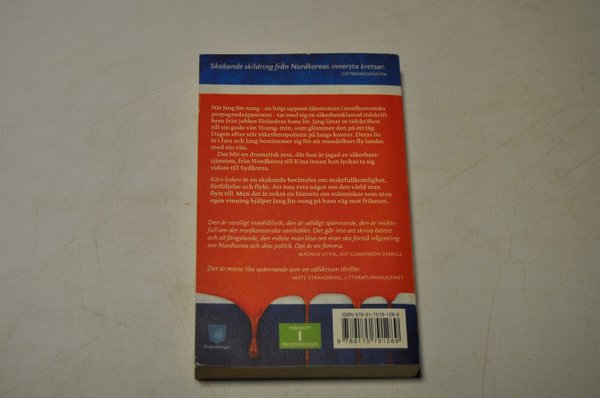 Skakande skildring från Nordkoreas innersta kretsar.
GÖTEBORGSPOSTEN
När Jang Jin-sung – en högt uppsatt tjänsteman i nordkoreanska
propagandaapparaten – tar med sig en säkerhetsklassad tidskrift
hem från jobbet förändras hans liv. Jang lånar ut tidskriften
till sin gode vän Young-min, som glömmer den på ett tåg.
Dagen efter står säkerhetspolisen på Jangs kontor. Deras liv
är i fara och Jang bestämmer sig för att omedelbart fly landet
med sin vän.
Det blir en dramatisk resa, där han är jagad av säkerhets-
tjänsten, från Nordkorea till Kina innan han lyckas ta sig
vidare till Sydkorea.
Käre ledare är en skakande berättelse om maktfullkomlighet,
förföljelse och flykt. Att inte veta något om den värld man
flytt till. Men det är också en historia om människor som utan
egen vinning hjälper Jang Jin-sung på hans väg mot friheten.
Den är otroligt innehållsrik, den är väldigt spännande, den är insikts-
full om det nordkoreanska samhället. Det går inte att skriva bättre
och så fängslande, den måste man läsa om man ska förstå någonting
om Nordkorea och dess politik. Det är en femma.
MAGNUS UTVIK, SVT GOMORRON SVERIGE
Det är minst lika spännande som en välskriven thriller.
MATS STRANDBERG, LITTERATURMAGAZINET
ISBN 978-91-7579-128-9
9 789175 791289